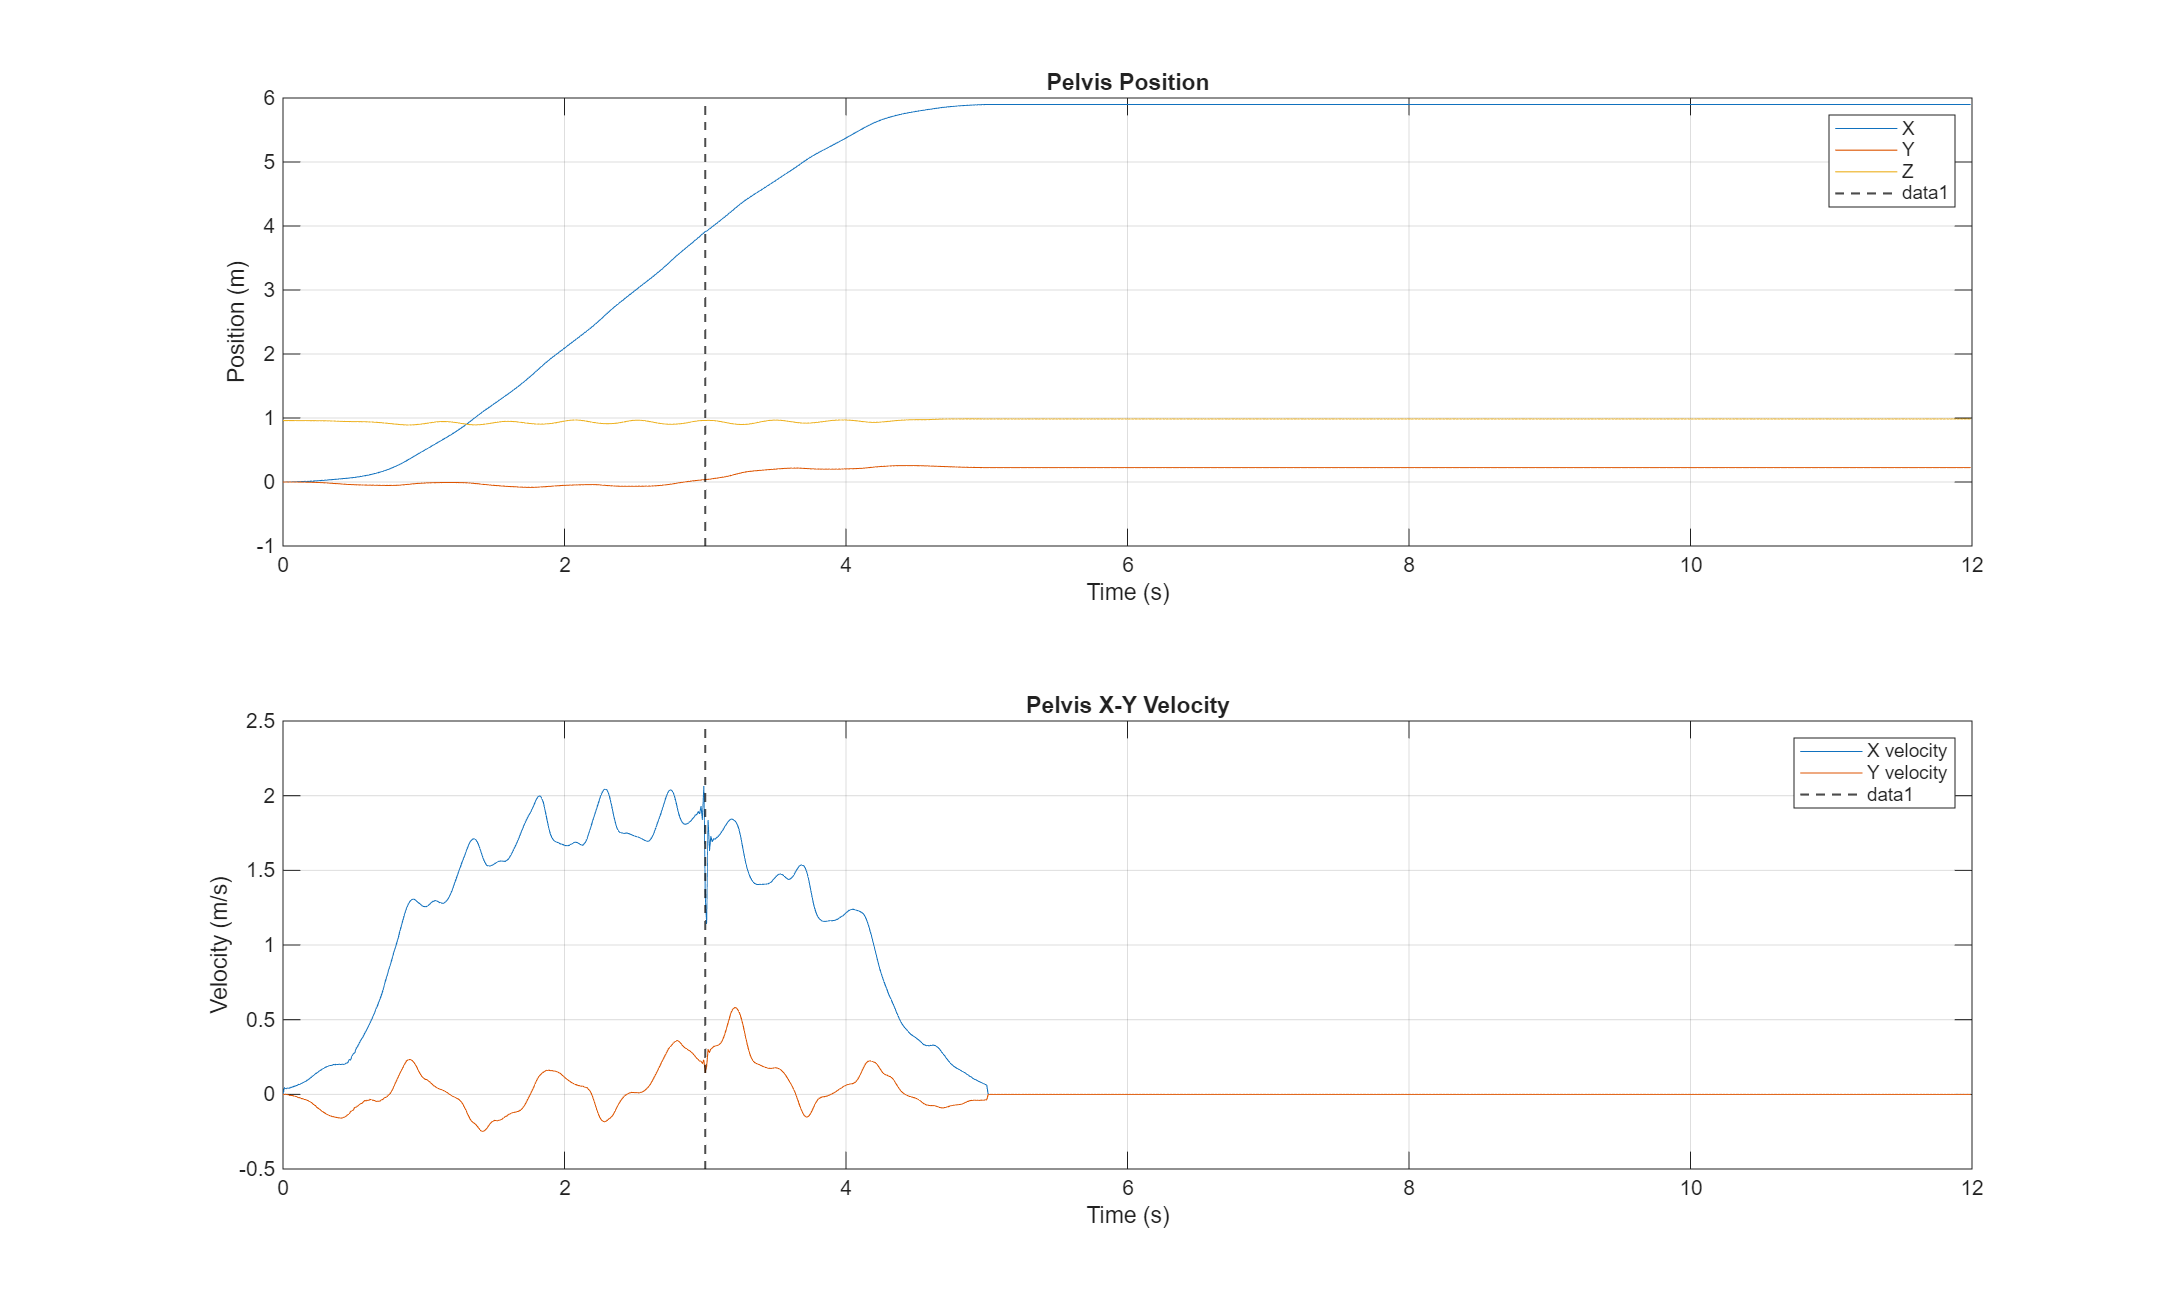 Pelvis Position
6
5
4
3
2
1
0
-1
Position (m)
X
Y
Z
data1
0 2 4 6 8 10 12
Time (s)
Pelvis X-Y Velocity
2.5
2
1.5
1
0.5
0
-0.5
Velocity (m/s)
X velocity
Y velocity
data1
0 2 4 6 8 10 12
Time (s)